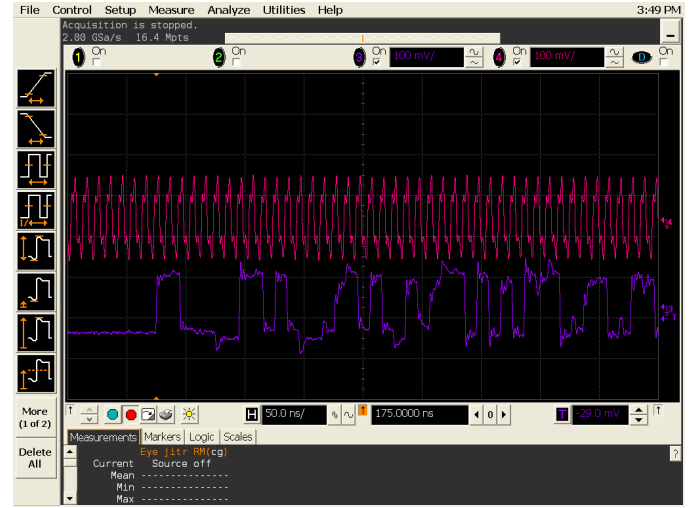 File Control Setup Measure Analyze Utilities Help 3:49 PM
Acquisition is stopped.
2.00 GSa/s 16.4 Mpts
1 On 2 On 3 On 100 mV/ 4 On 100 mV/ D On
1/
More
(1 of 2)
Delete
All
H 50.0 ns/ 175.0000 ns 0 T -29.0 mV
Measurements Markers Logic Scales
Eye jitr RM(cg) ?
Current Source off
Mean --------------
Min --------------
Max --------------